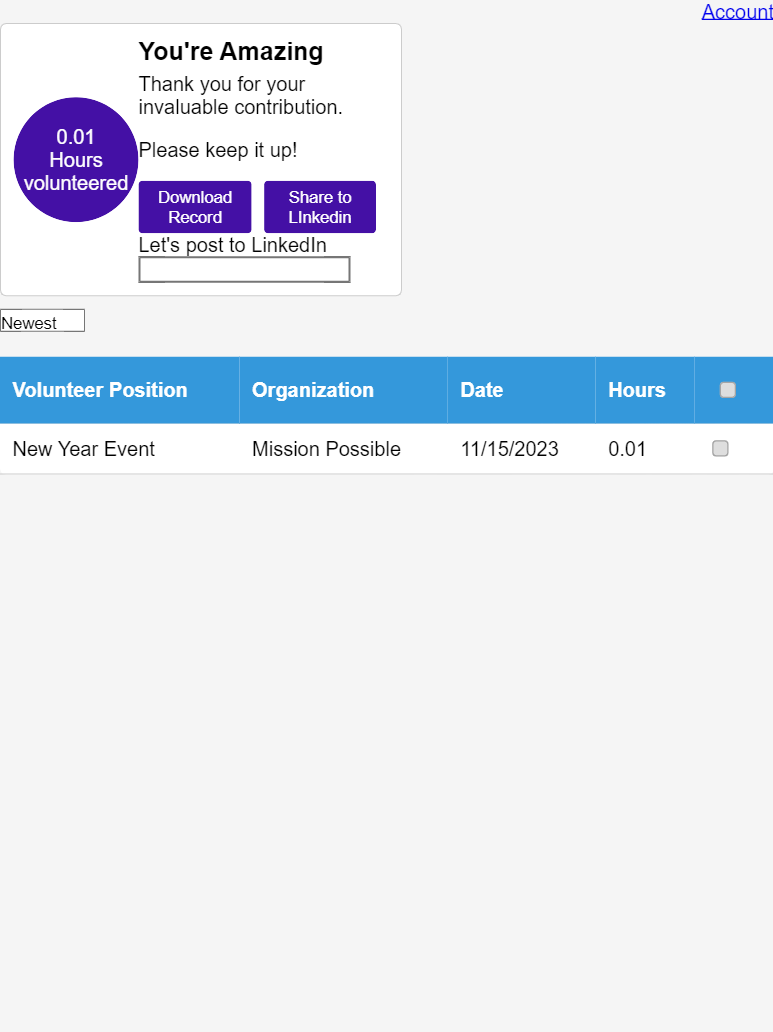 Account
You're Amazing
Thank you for your
invaluable contribution.
Please keep it up!
0.01
Hours
volunteered
Download
Record
Share to
LInkedin
Let's post to LinkedIn
Newest
Volunteer Position Organization Date Hours
New Year Event Mission Possible 11/15/2023 0.01